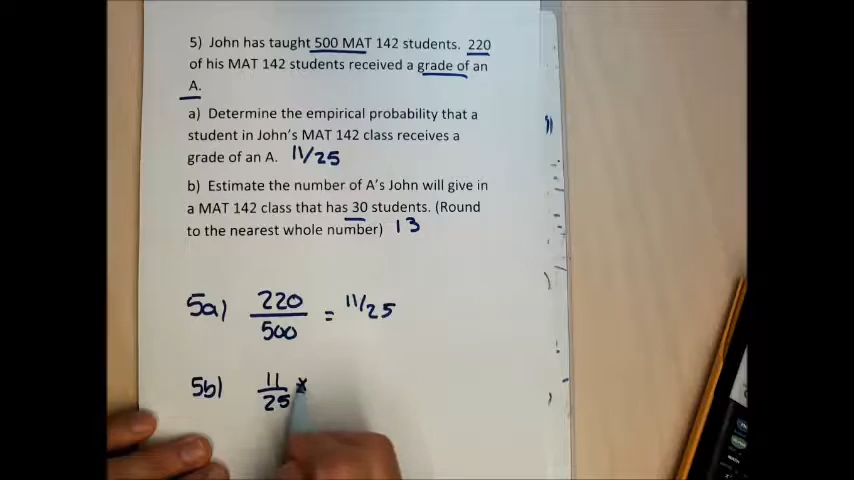 5) John has taught 500 MAT 142 students. 220
of his MAT 142 students received a grade of an
A.
a) Determine the empirical probability that a
student in John's MAT 142 class receives a
grade of an A. 11/25
b) Estimate the number of A's John will give in
a MAT 142 class that has 30 students. (Round
to the nearest whole number) 13
5a) 220/500 = 11/25
5b) 11/25 x